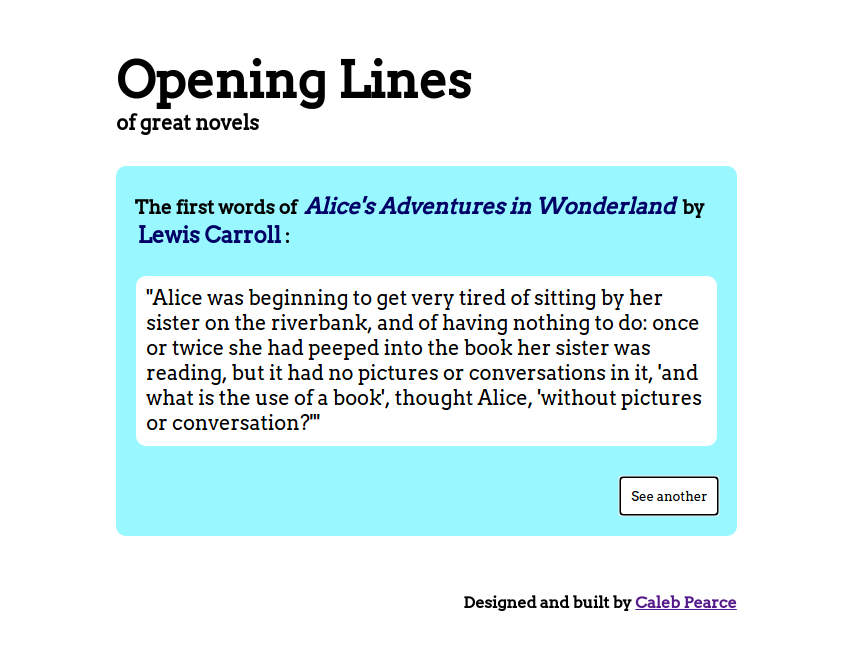 Opening Lines
of great novels
The first words of Alice's Adventures in Wonderland by
Lewis Carroll :
"Alice was beginning to get very tired of sitting by her
sister on the riverbank, and of having nothing to do: once
or twice she had peeped into the book her sister was
reading, but it had no pictures or conversations in it, 'and
what is the use of a book', thought Alice, 'without pictures
or conversation?'"
See another
Designed and built by Caleb Pearce